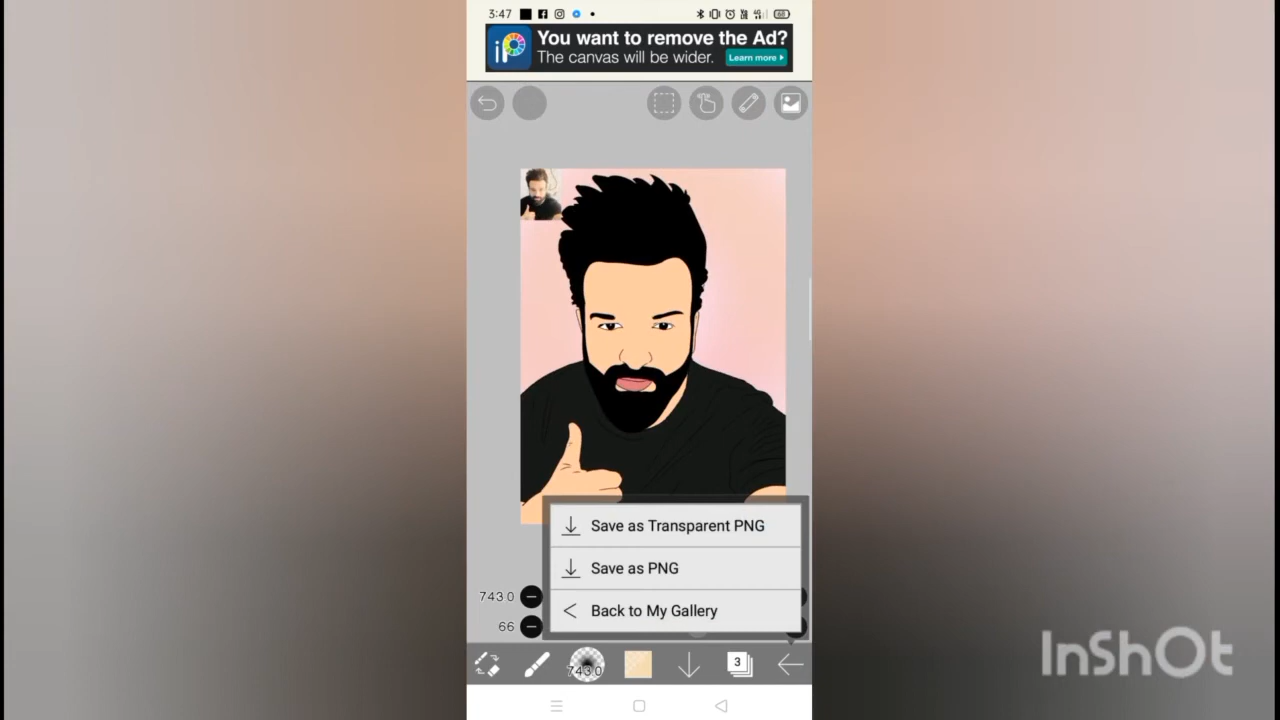 3:47
iP
You want to remove the Ad?
The canvas will be wider.
Learn more
Save as Transparent PNG
743.0
Save as PNG
66
Back to My Gallery
743.0
3
InShOt